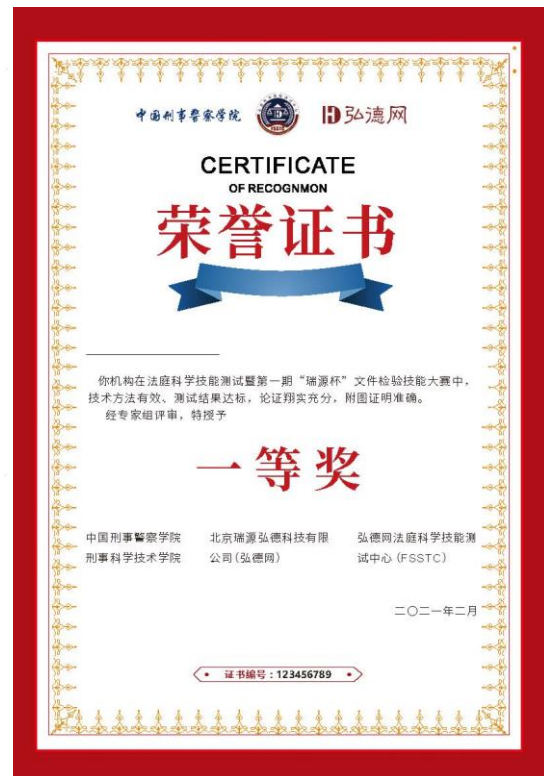 中国刑事警察学院
弘德网
CERTIFICATE
OF RECOGNMON
荣誉证书
你机构在法庭科学技能测试暨第一期“瑞源杯”文件检验技能大赛中,
技术方法有效、测试结果达标,论证翔实充分,附图证明准确。
经专家组评审,特授予
一等奖
中国刑事警察学院
刑事科学技术学院
北京瑞源弘德科技有限
公司(弘德网)
弘德网法庭科学技能测
试中心(FSSTC)
二〇二一年二月
证书编号:123456789